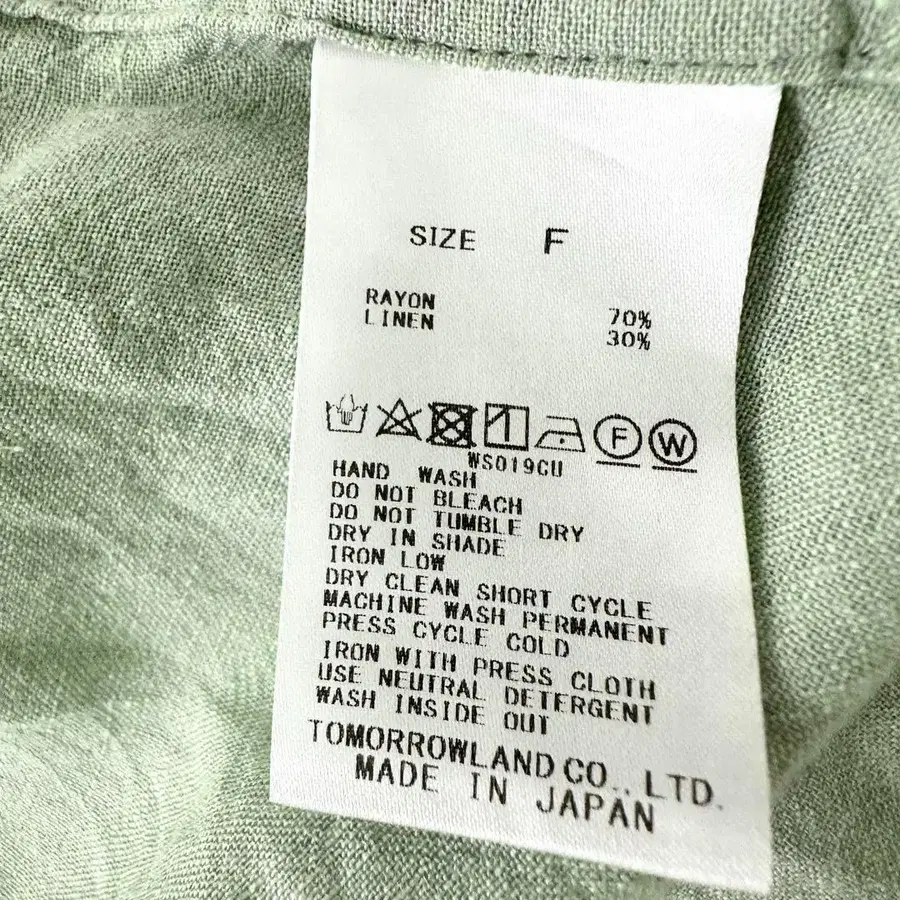 SIZE F
RAYON 70%
LINEN 30%
F W
WS019CU
HAND WASH
DO NOT BLEACH
DO NOT TUMBLE DRY
DRY IN SHADE
IRON LOW
DRY CLEAN SHORT CYCLE
MACHINE WASH PERMANENT
PRESS CYCLE COLD
IRON WITH PRESS CLOTH
USE NEUTRAL DETERGENT
WASH INSIDE OUT
TOMORROWLAND CO., LTD.
MADE IN JAPAN